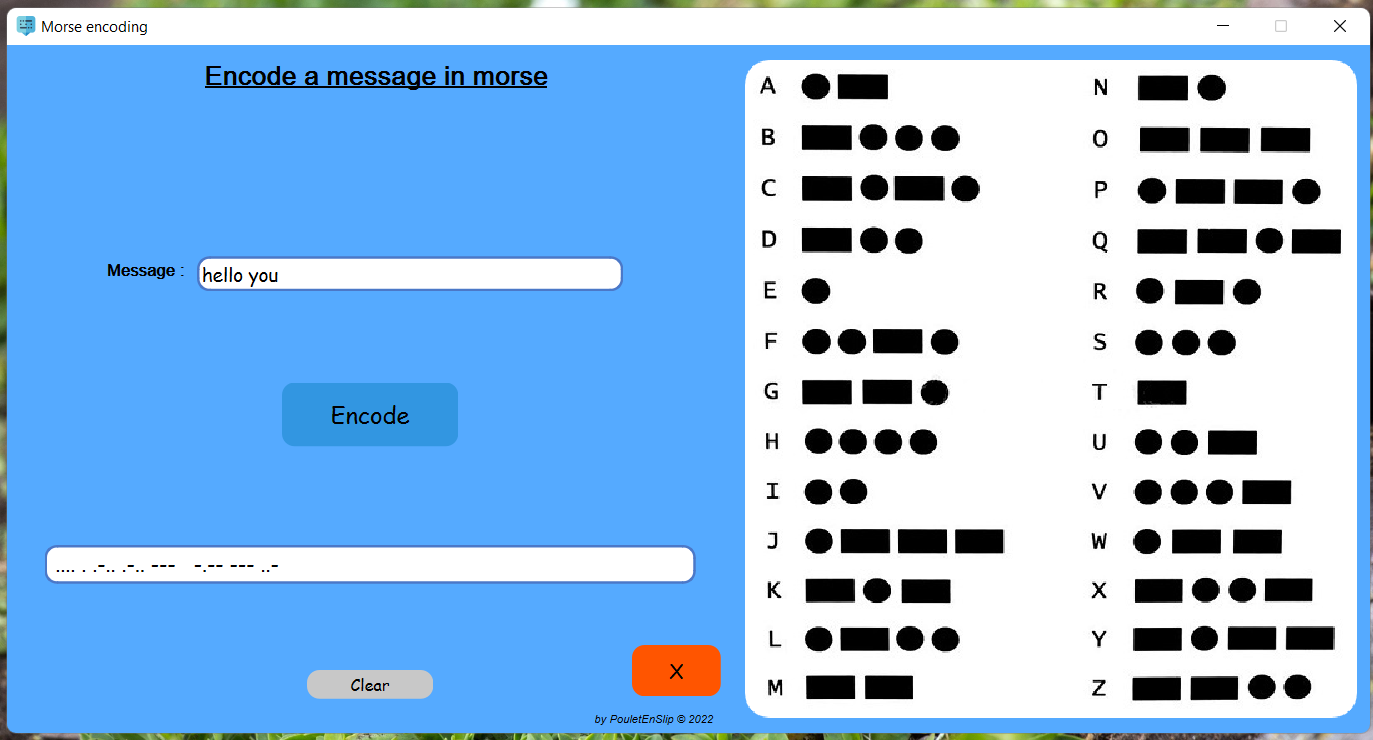 Morse encoding
Encode a message in morse
Message :
hello you
Encode
.... . .-.. .-.. ---   -.-- --- ..-
Clear
X
by PouletEnSlip © 2022
A
B
C
D
E
F
G
H
I
J
K
L
M
N
O
P
Q
R
S
T
U
V
W
X
Y
Z